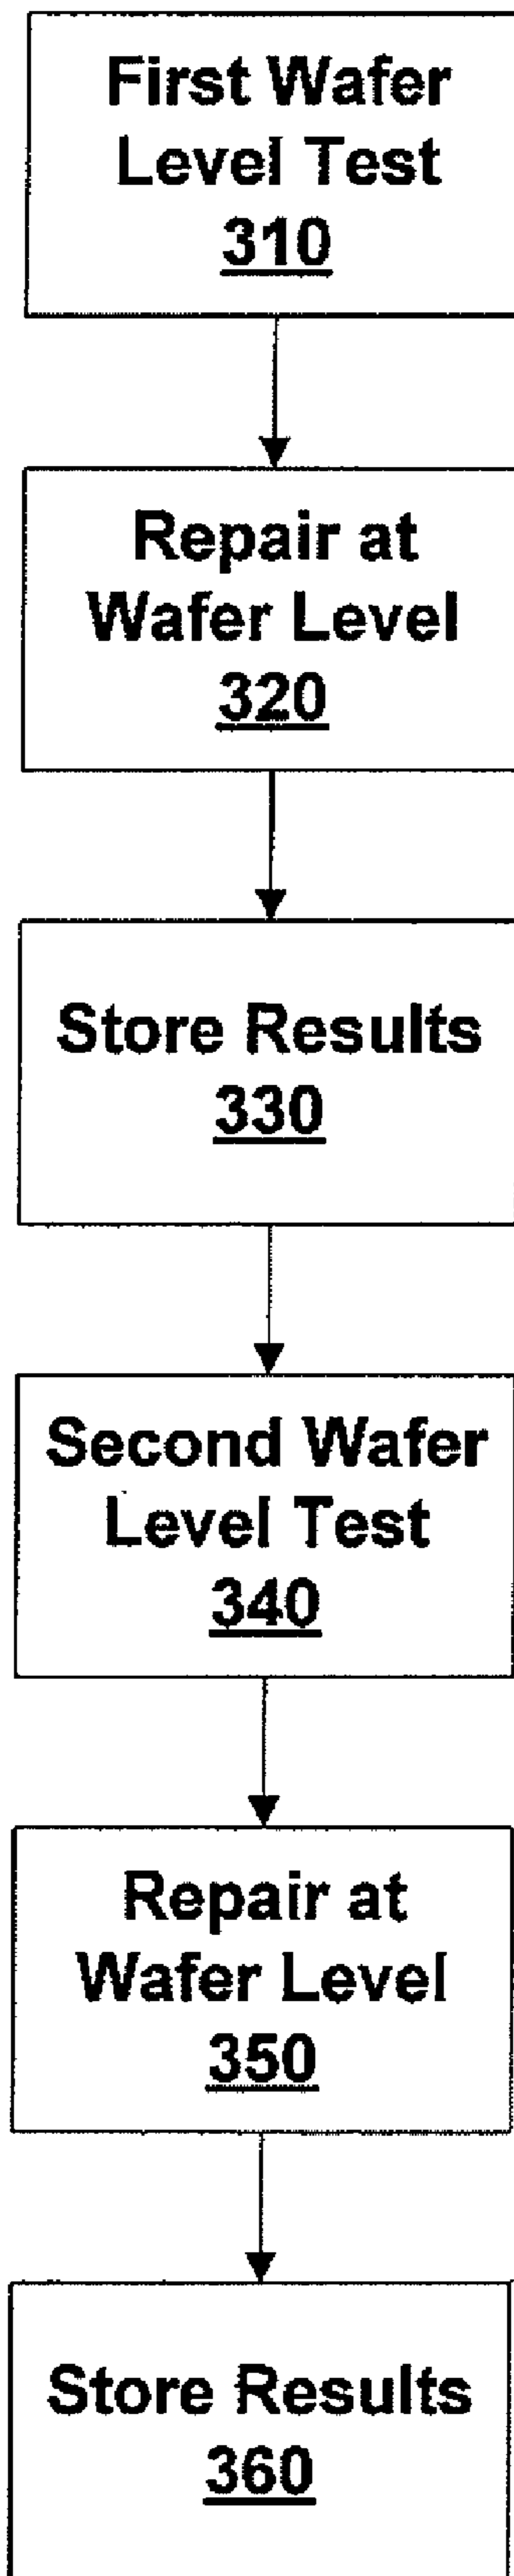 First Wafer
Level Test
310
Repair at
Wafer Level
320
Store Results
330
Second Wafer
Level Test
340
Repair at
Wafer Level
350
Store Results
360